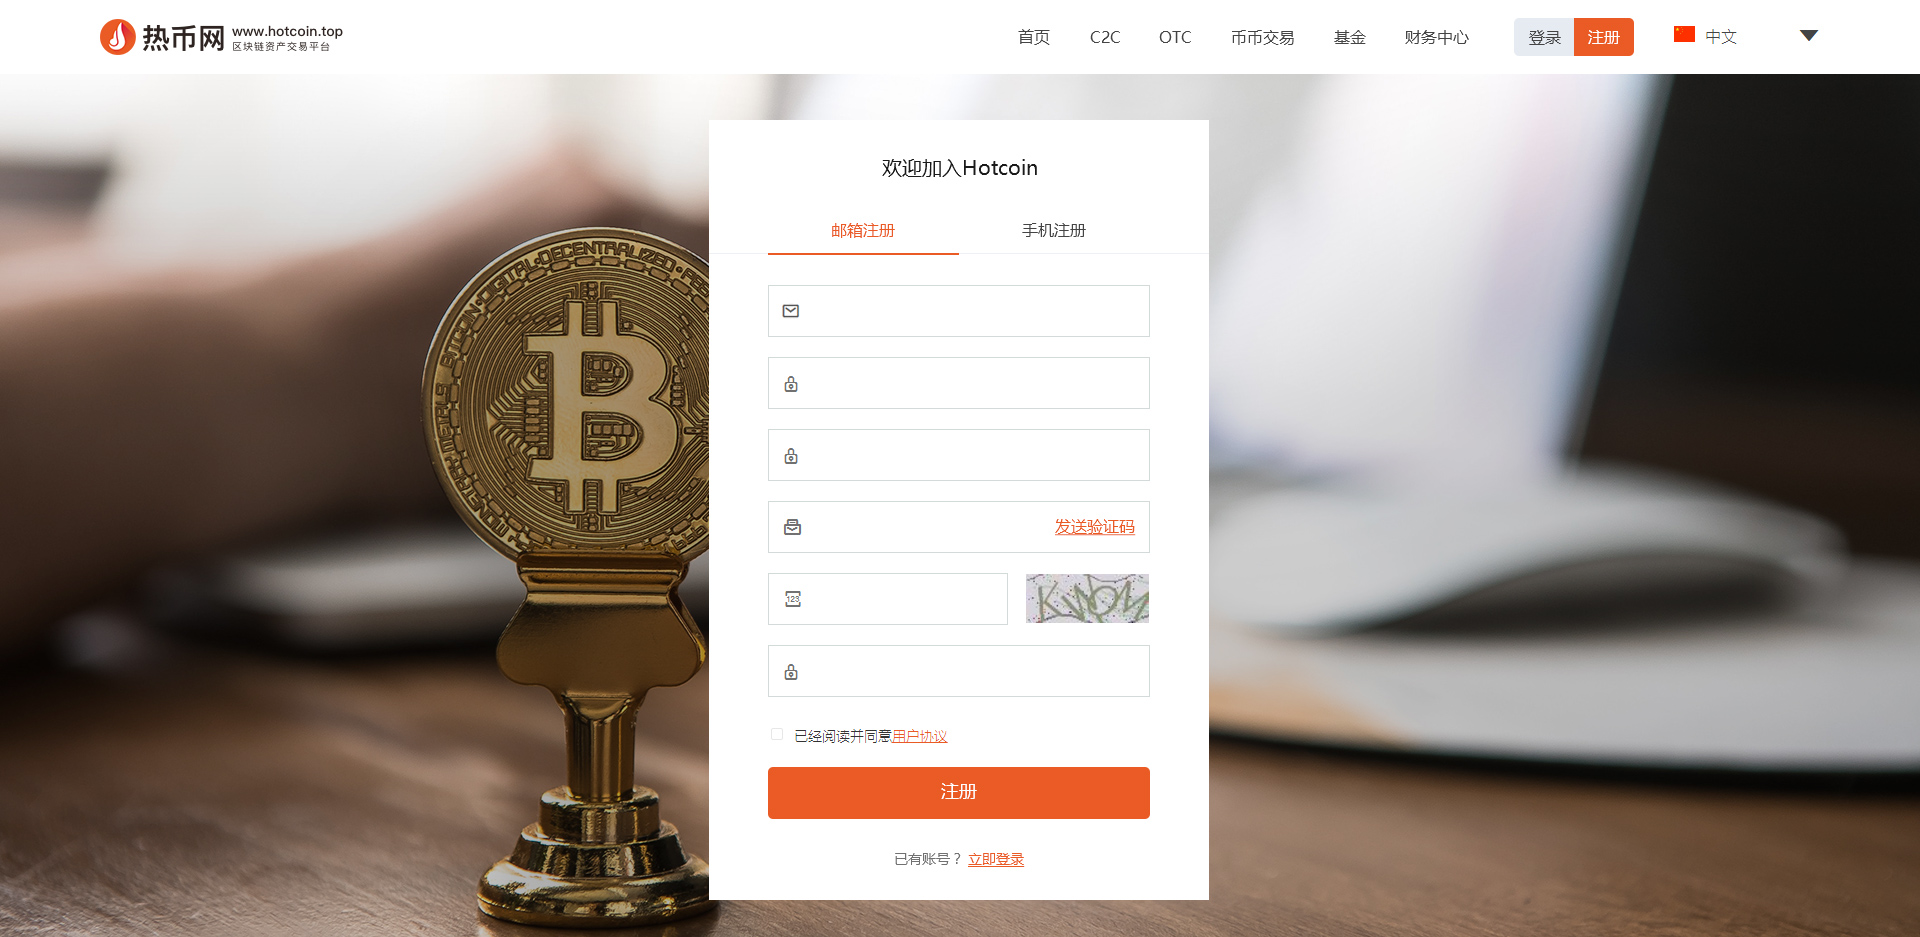 热币网
www.hotcoin.top
区块链资产交易平台
首页
C2C
OTC
币币交易
基金
财务中心
登录
注册
中文
欢迎加入Hotcoin
邮箱注册
手机注册
发送验证码
123
已经阅读并同意用户协议
注册
已有账号？立即登录
DECENTRALIZED
DIGITAL
BITCOIN